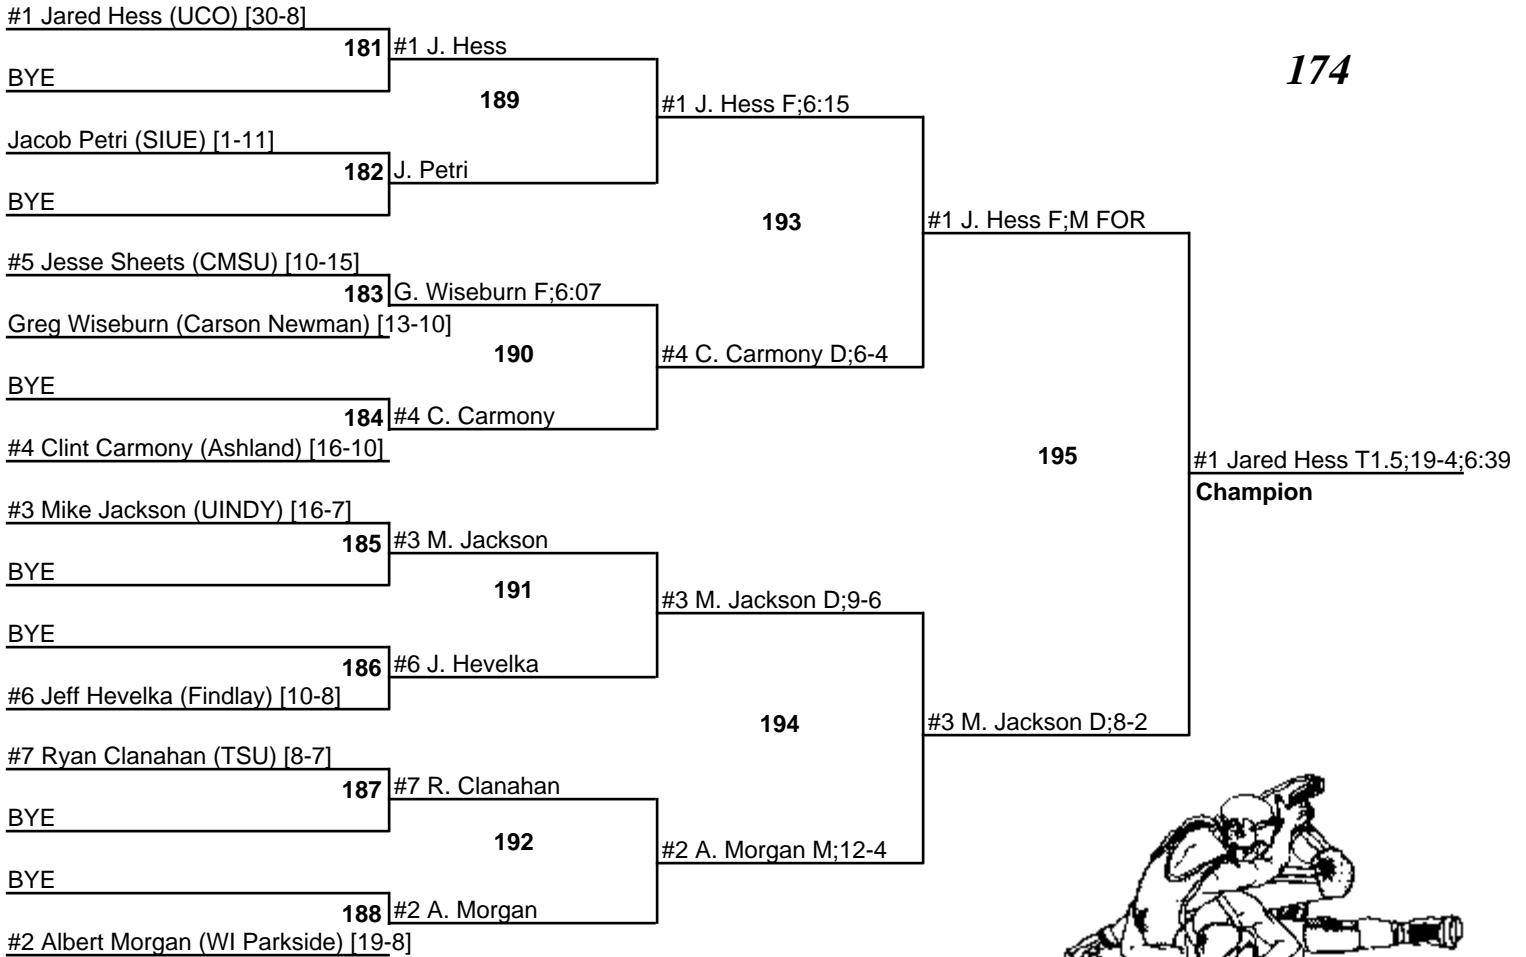 #1 Jared Hess (UCO) [30-8]
181 #1 J. Hess
174
BYE
189
#1 J. Hess F;6:15
Jacob Petri (SIUE) [1-11]
182 J. Petri
BYE
193
#1 J. Hess F;M FOR
#5 Jesse Sheets (CMSU) [10-15]
183 G. Wiseburn F;6:07
Greg Wiseburn (Carson Newman) [13-10]
190
#4 C. Carmony D;6-4
BYE
184 #4 C. Carmony
#4 Clint Carmony (Ashland) [16-10]
195
#1 Jared Hess T1.5;19-4;6:39
Champion
#3 Mike Jackson (UINDY) [16-7]
185 #3 M. Jackson
BYE
191
#3 M. Jackson D;9-6
BYE
186 #6 J. Hevelka
#6 Jeff Hevelka (Findlay) [10-8]
194
#3 M. Jackson D;8-2
#7 Ryan Clanahan (TSU) [8-7]
187 #7 R. Clanahan
BYE
192
#2 A. Morgan M;12-4
BYE
188 #2 A. Morgan
#2 Albert Morgan (WI Parkside) [19-8]